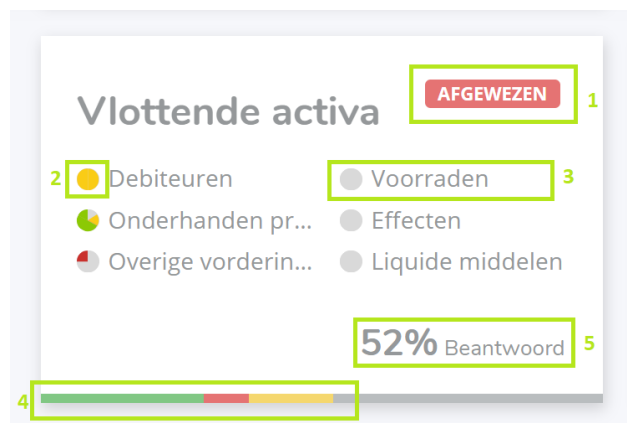 AFGEWEZEN 1
Vlottende activa
2 Debiteuren
Voorraden 3
Onderhanden pr...
Effecten
Overige vorderin...
Liquide middelen
52% Beantwoord 5
4